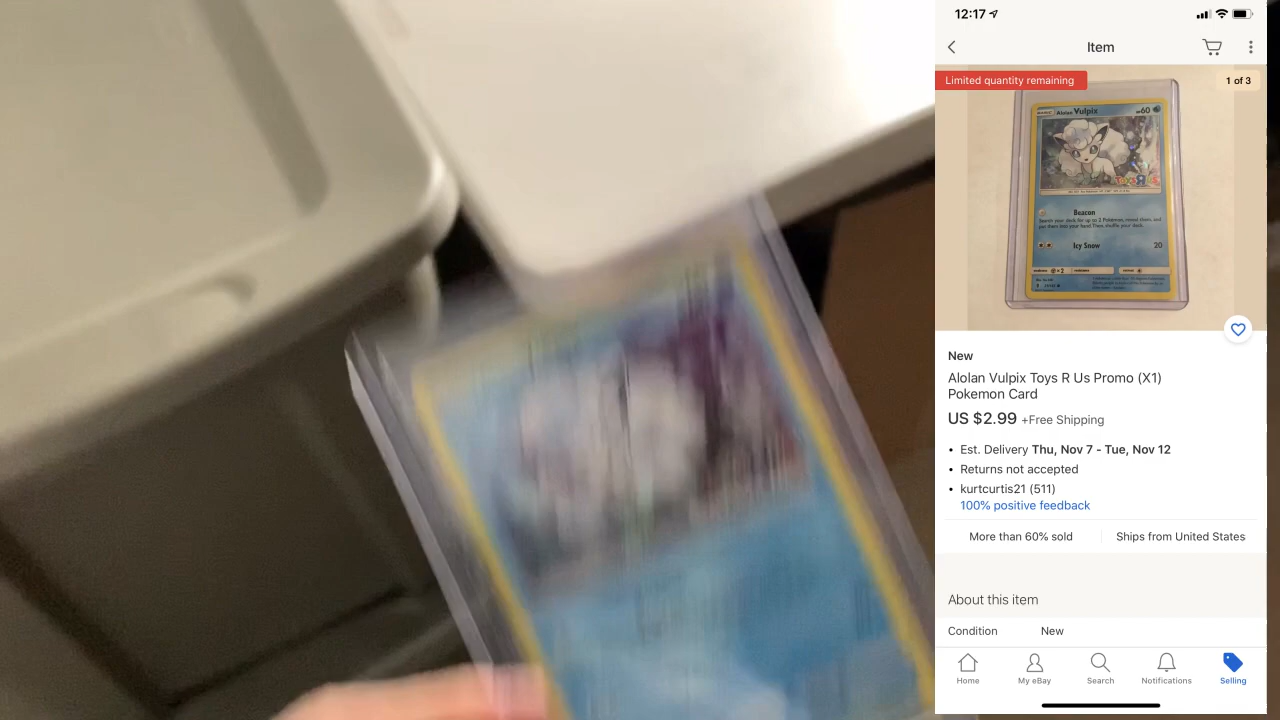 12:17
Item
Limited quantity remaining
1 of 3
Alolan Vulpix
60
Beacon
Icy Snow
20
New
Alolan Vulpix Toys R Us Promo (X1)
Pokemon Card
US $2.99 +Free Shipping
• Est. Delivery Thu, Nov 7 - Tue, Nov 12
• Returns not accepted
• kurtcurtis21 (511)
100% positive feedback
More than 60% sold
Ships from United States
About this item
Condition New
Home
My eBay
Search
Notifications
Selling